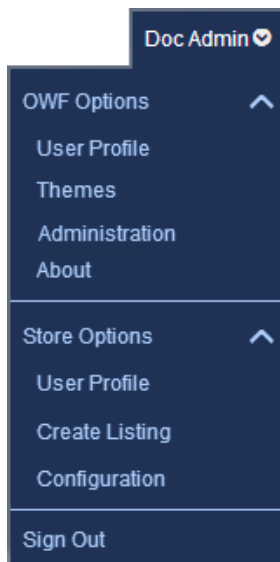 Doc Admin
OWF Options
User Profile
Themes
Administration
About
Store Options
User Profile
Create Listing
Configuration
Sign Out